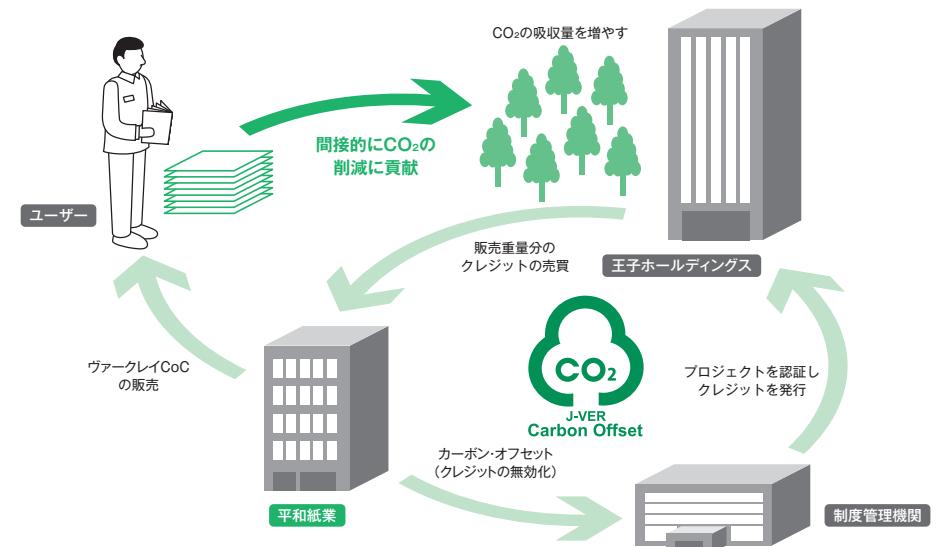 CO₂の吸収量を増やす
間接的にCO₂の
削減に貢献
ユーザー
販売重量分の
クレジットの売買
王子ホールディングス
ヴァークレイCoC
の販売
CO₂
J-VER
Carbon Offset
プロジェクトを認証し
クレジットを発行
カーボン・オフセット
(クレジットの無効化)
平和紙業
制度管理機関